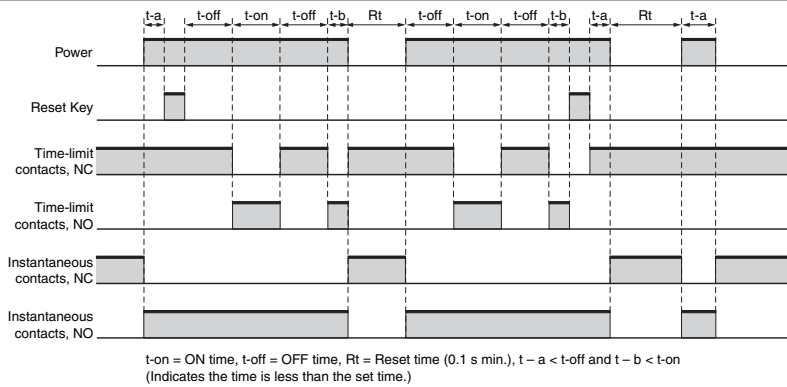 t-a t-off t-on t-off t-b Rt t-off t-on t-off t-b t-a Rt t-a
Power
Reset Key
Time-limit
contacts, NC
Time-limit
contacts, NO
Instantaneous
contacts, NC
Instantaneous
contacts, NO
t-on = ON time, t-off = OFF time, Rt = Reset time (0.1 s min.), t – a < t-off and t – b < t-on
(Indicates the time is less than the set time.)